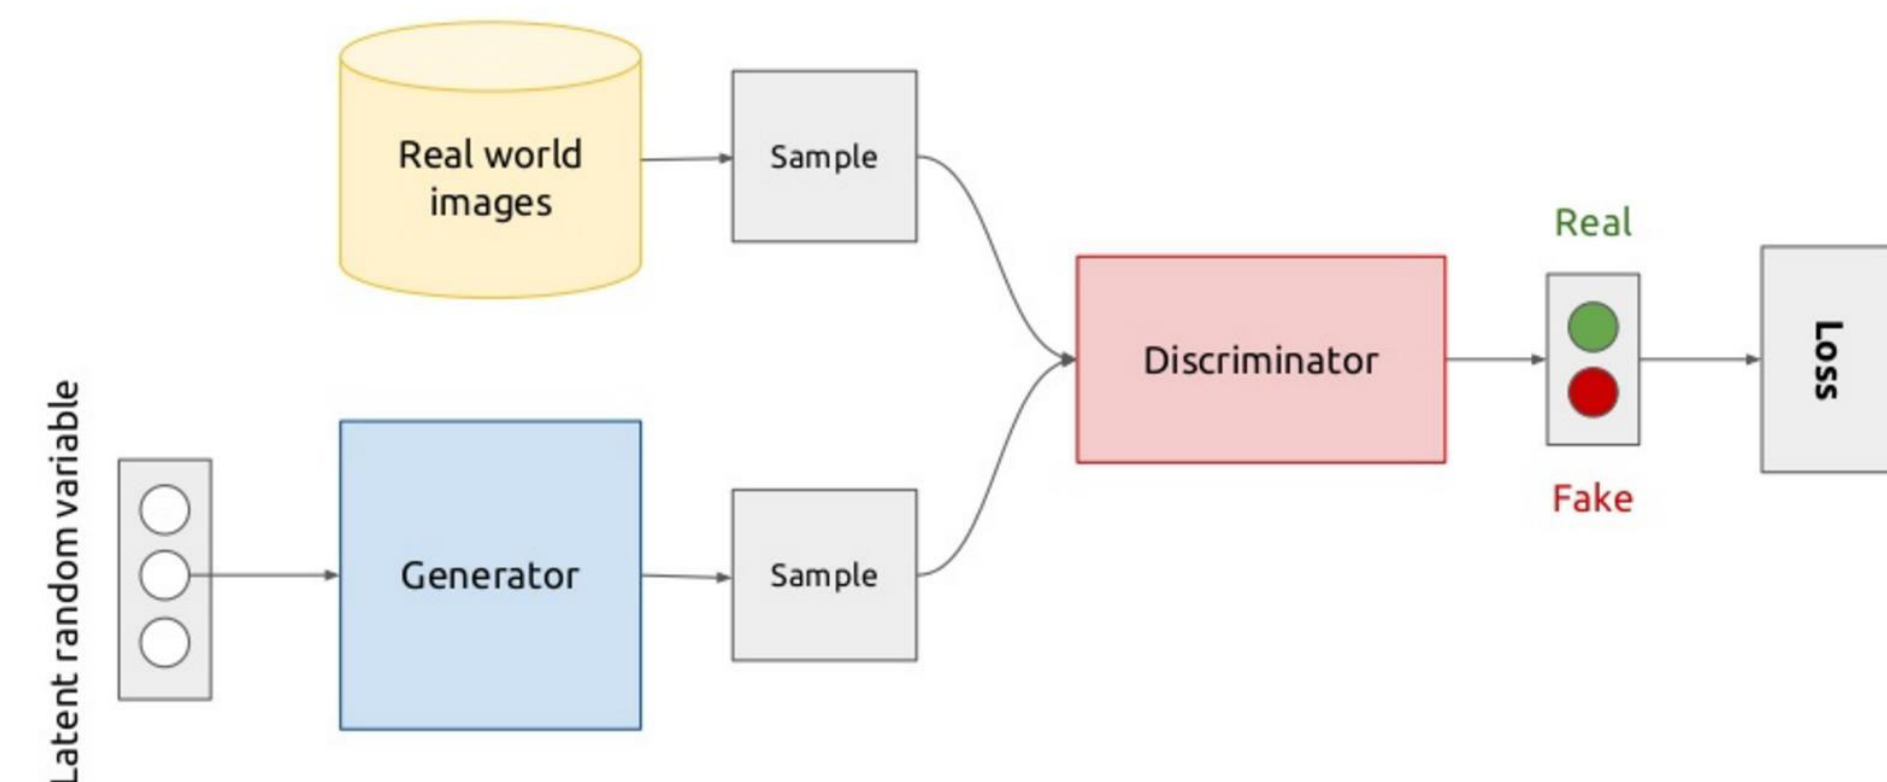 Real world
images
Sample
Real
Discriminator
Loss
Fake
Latent random variable
Generator
Sample